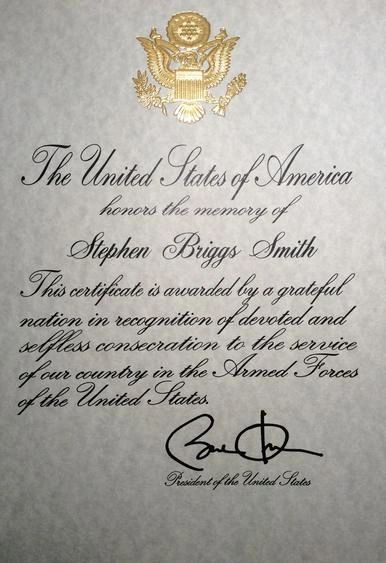 The United States of America
honors the memory of
Stephen Briggs Smith
This certificate is awarded by a grateful
nation in recognition of devoted and
selfless consecration to the service
of our country in the Armed Forces
of the United States.
President of the United States